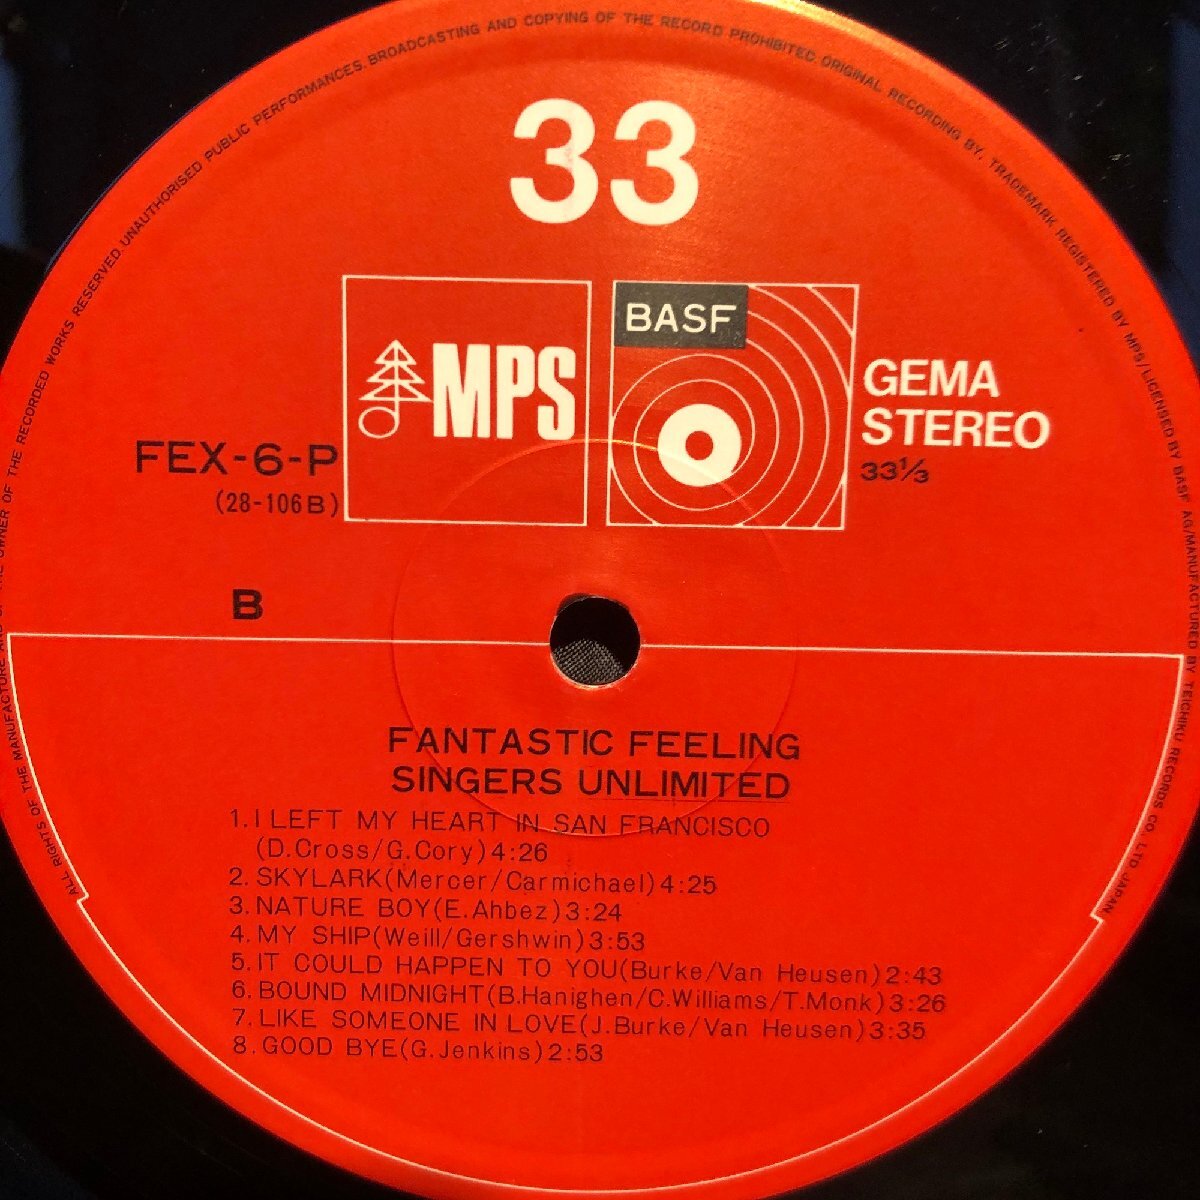 ALL RIGHTS OF THE MANUFACTURE AND OF THE OWNER OF THE RECORDED WORKS RESERVED. UNAUTHORISED PUBLIC PERFORMANCES, BROADCASTING AND COPYING OF THE RECORD PROHIBITED ORIGINAL RECORDING BY. TRADEMARK REGISTERED BY MPS/LICENSED BY BASF AG/MANUFACTURED BY TEICHIKU RECORDS CO. LTD JAPAN
33
MPS
BASF
GEMA
STEREO
33⅓
FEX-6-P
(28-106B)
B
FANTASTIC FEELING
SINGERS UNLIMITED
1. I LEFT MY HEART IN SAN FRANCISCO
(D.Cross/G.Cory)4:26
2. SKYLARK(Mercer/Carmichael)4:25
3. NATURE BOY(E.Ahbez)3:24
4. MY SHIP(Weill/Gershwin)3:53
5. IT COULD HAPPEN TO YOU(Burke/Van Heusen)2:43
6. BOUND MIDNIGHT(B.Hanighen/C.Williams/T.Monk)3:26
7. LIKE SOMEONE IN LOVE(J.Burke/Van Heusen)3:35
8. GOOD BYE(G.Jenkins)2:53